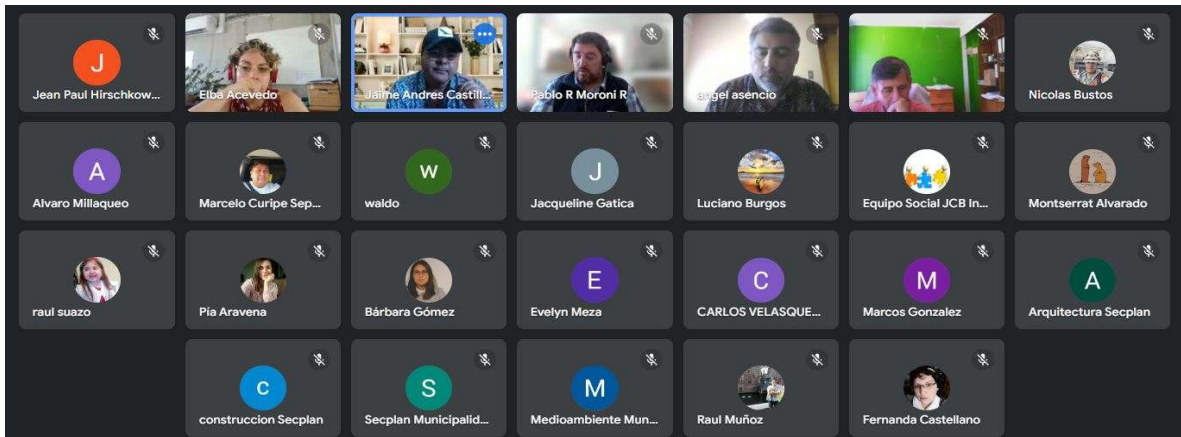 J
Jean Paul Hirschkow...
Elba Acevedo
Jaime Andres Castill...
Pablo R Moroni R
angel asencio
Nicolas Bustos
A
Alvaro Millaqueo
Marcelo Curipe Sep...
w
waldo
J
Jacqueline Gatica
Luciano Burgos
Equipo Social JCB In...
Montserrat Alvarado
raul suazo
Pía Aravena
Bárbara Gómez
E
Evelyn Meza
C
CARLOS VELASQUE...
M
Marcos Gonzalez
A
Arquitectura Secplan
c
construccion Secplan
S
Secplan Municipalid...
M
Medioambiente Mun...
Raul Muñoz
Fernanda Castellano